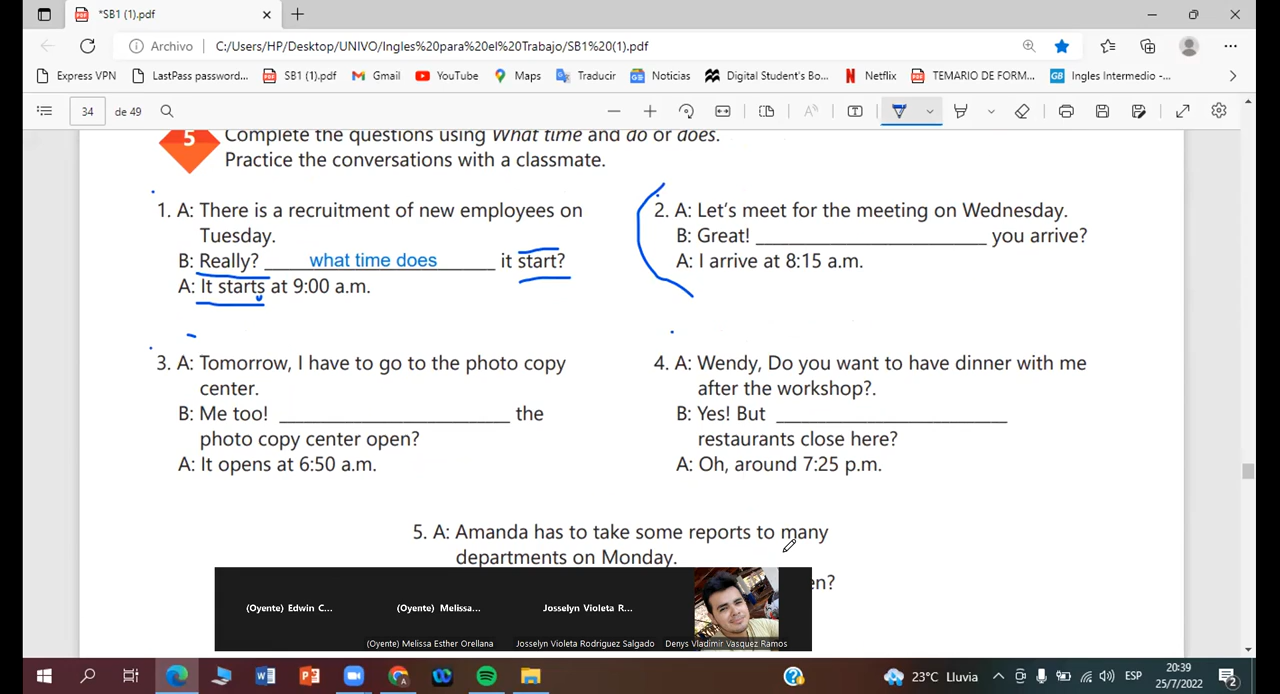 *SB1 (1).pdf
Archivo
C:/Users/HP/Desktop/UNIVO/Ingles%20para%20el%20Trabajo/SB1%20(1).pdf
Express VPN
LastPass password...
SB1 (1).pdf
Gmail
YouTube
Maps
Traducir
Noticias
Digital Student's Bo...
Netflix
TEMARIO DE FORM...
Ingles Intermedio -...
34
de 49
5
Complete the questions using What time and do or does.
Practice the conversations with a classmate.
1. A: There is a recruitment of new employees on
Tuesday.
B: Really? ______ what time does ______ it start?
A: It starts at 9:00 a.m.
2. A: Let's meet for the meeting on Wednesday.
B: Great! ______________________ you arrive?
A: I arrive at 8:15 a.m.
3. A: Tomorrow, I have to go to the photo copy
center.
B: Me too! ______________________ the
photo copy center open?
A: It opens at 6:50 a.m.
4. A: Wendy, Do you want to have dinner with me
after the workshop?.
B: Yes! But ______________________
restaurants close here?
A: Oh, around 7:25 p.m.
5. A: Amanda has to take some reports to many
departments on Monday.
en?
(Oyente) Edwin C...
(Oyente) Melissa...
Josselyn Violeta R...
(Oyente) Melissa Esther Orellana
Josselyn Violeta Rodriguez Salgado
Denys Vladimir Vasquez Ramos
23°C Lluvia
ESP
20:39
25/7/2022
2